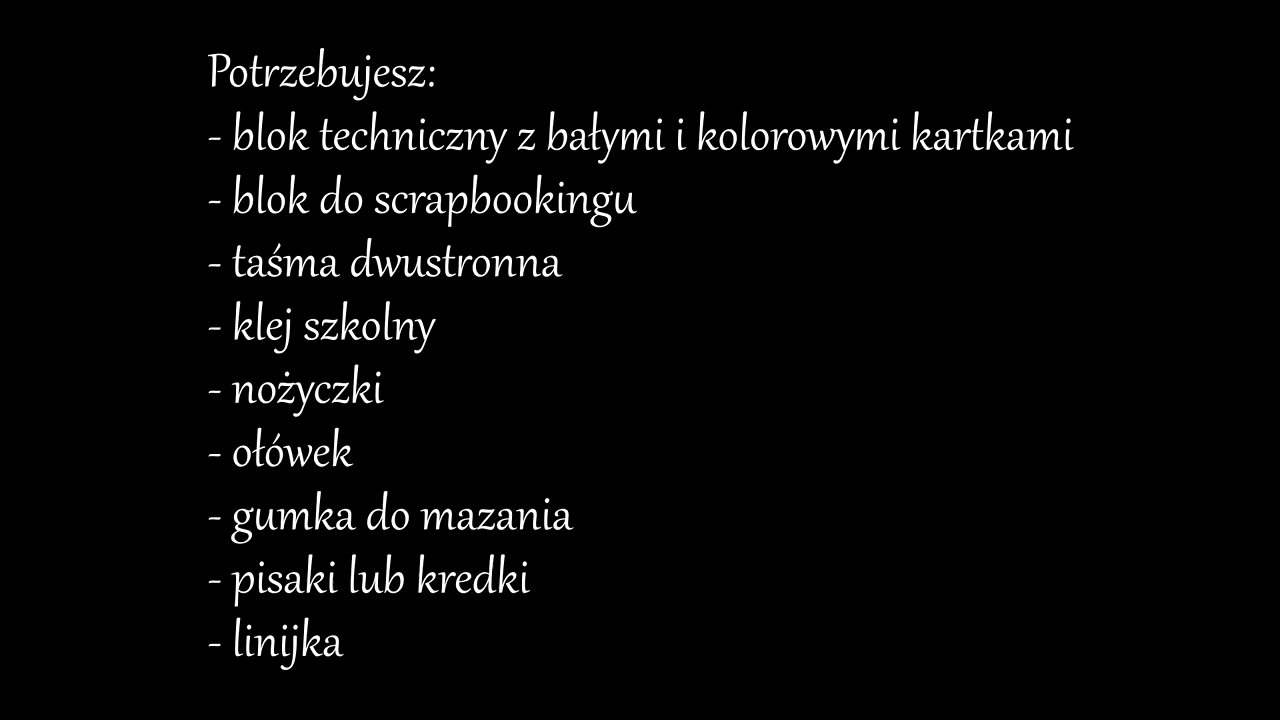 Potrzebujesz:
- blok techniczny z bałymi i kolorowymi kartkami
- blok do scrapbookingu
- taśma dwustronna
- klej szkolny
- nożyczki
- ołówek
- gumka do mazania
- pisaki lub kredki
- linijka